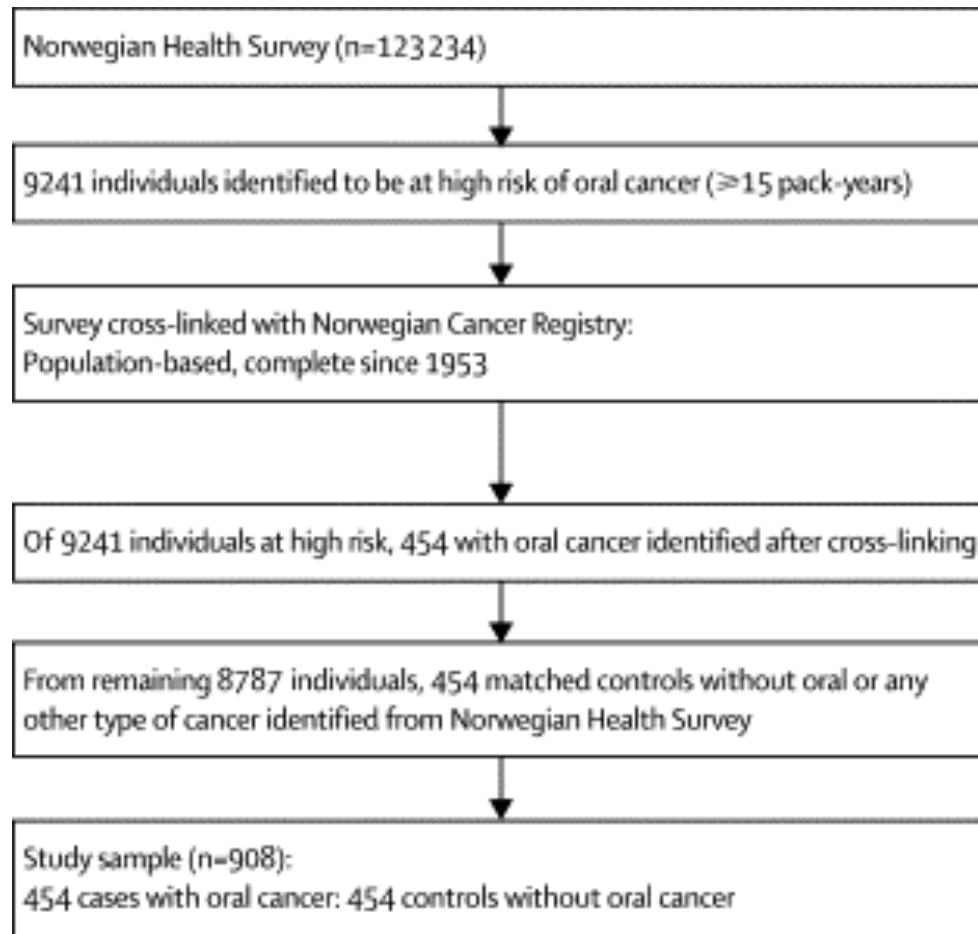 Norwegian Health Survey (n=123234)
9241 individuals identified to be at high risk of oral cancer (⩾15 pack-years)
Survey cross-linked with Norwegian Cancer Registry:
Population-based, complete since 1953
Of 9241 individuals at high risk, 454 with oral cancer identified after cross-linking
From remaining 8787 individuals, 454 matched controls without oral or any
other type of cancer identified from Norwegian Health Survey
Study sample (n=908):
454 cases with oral cancer: 454 controls without oral cancer